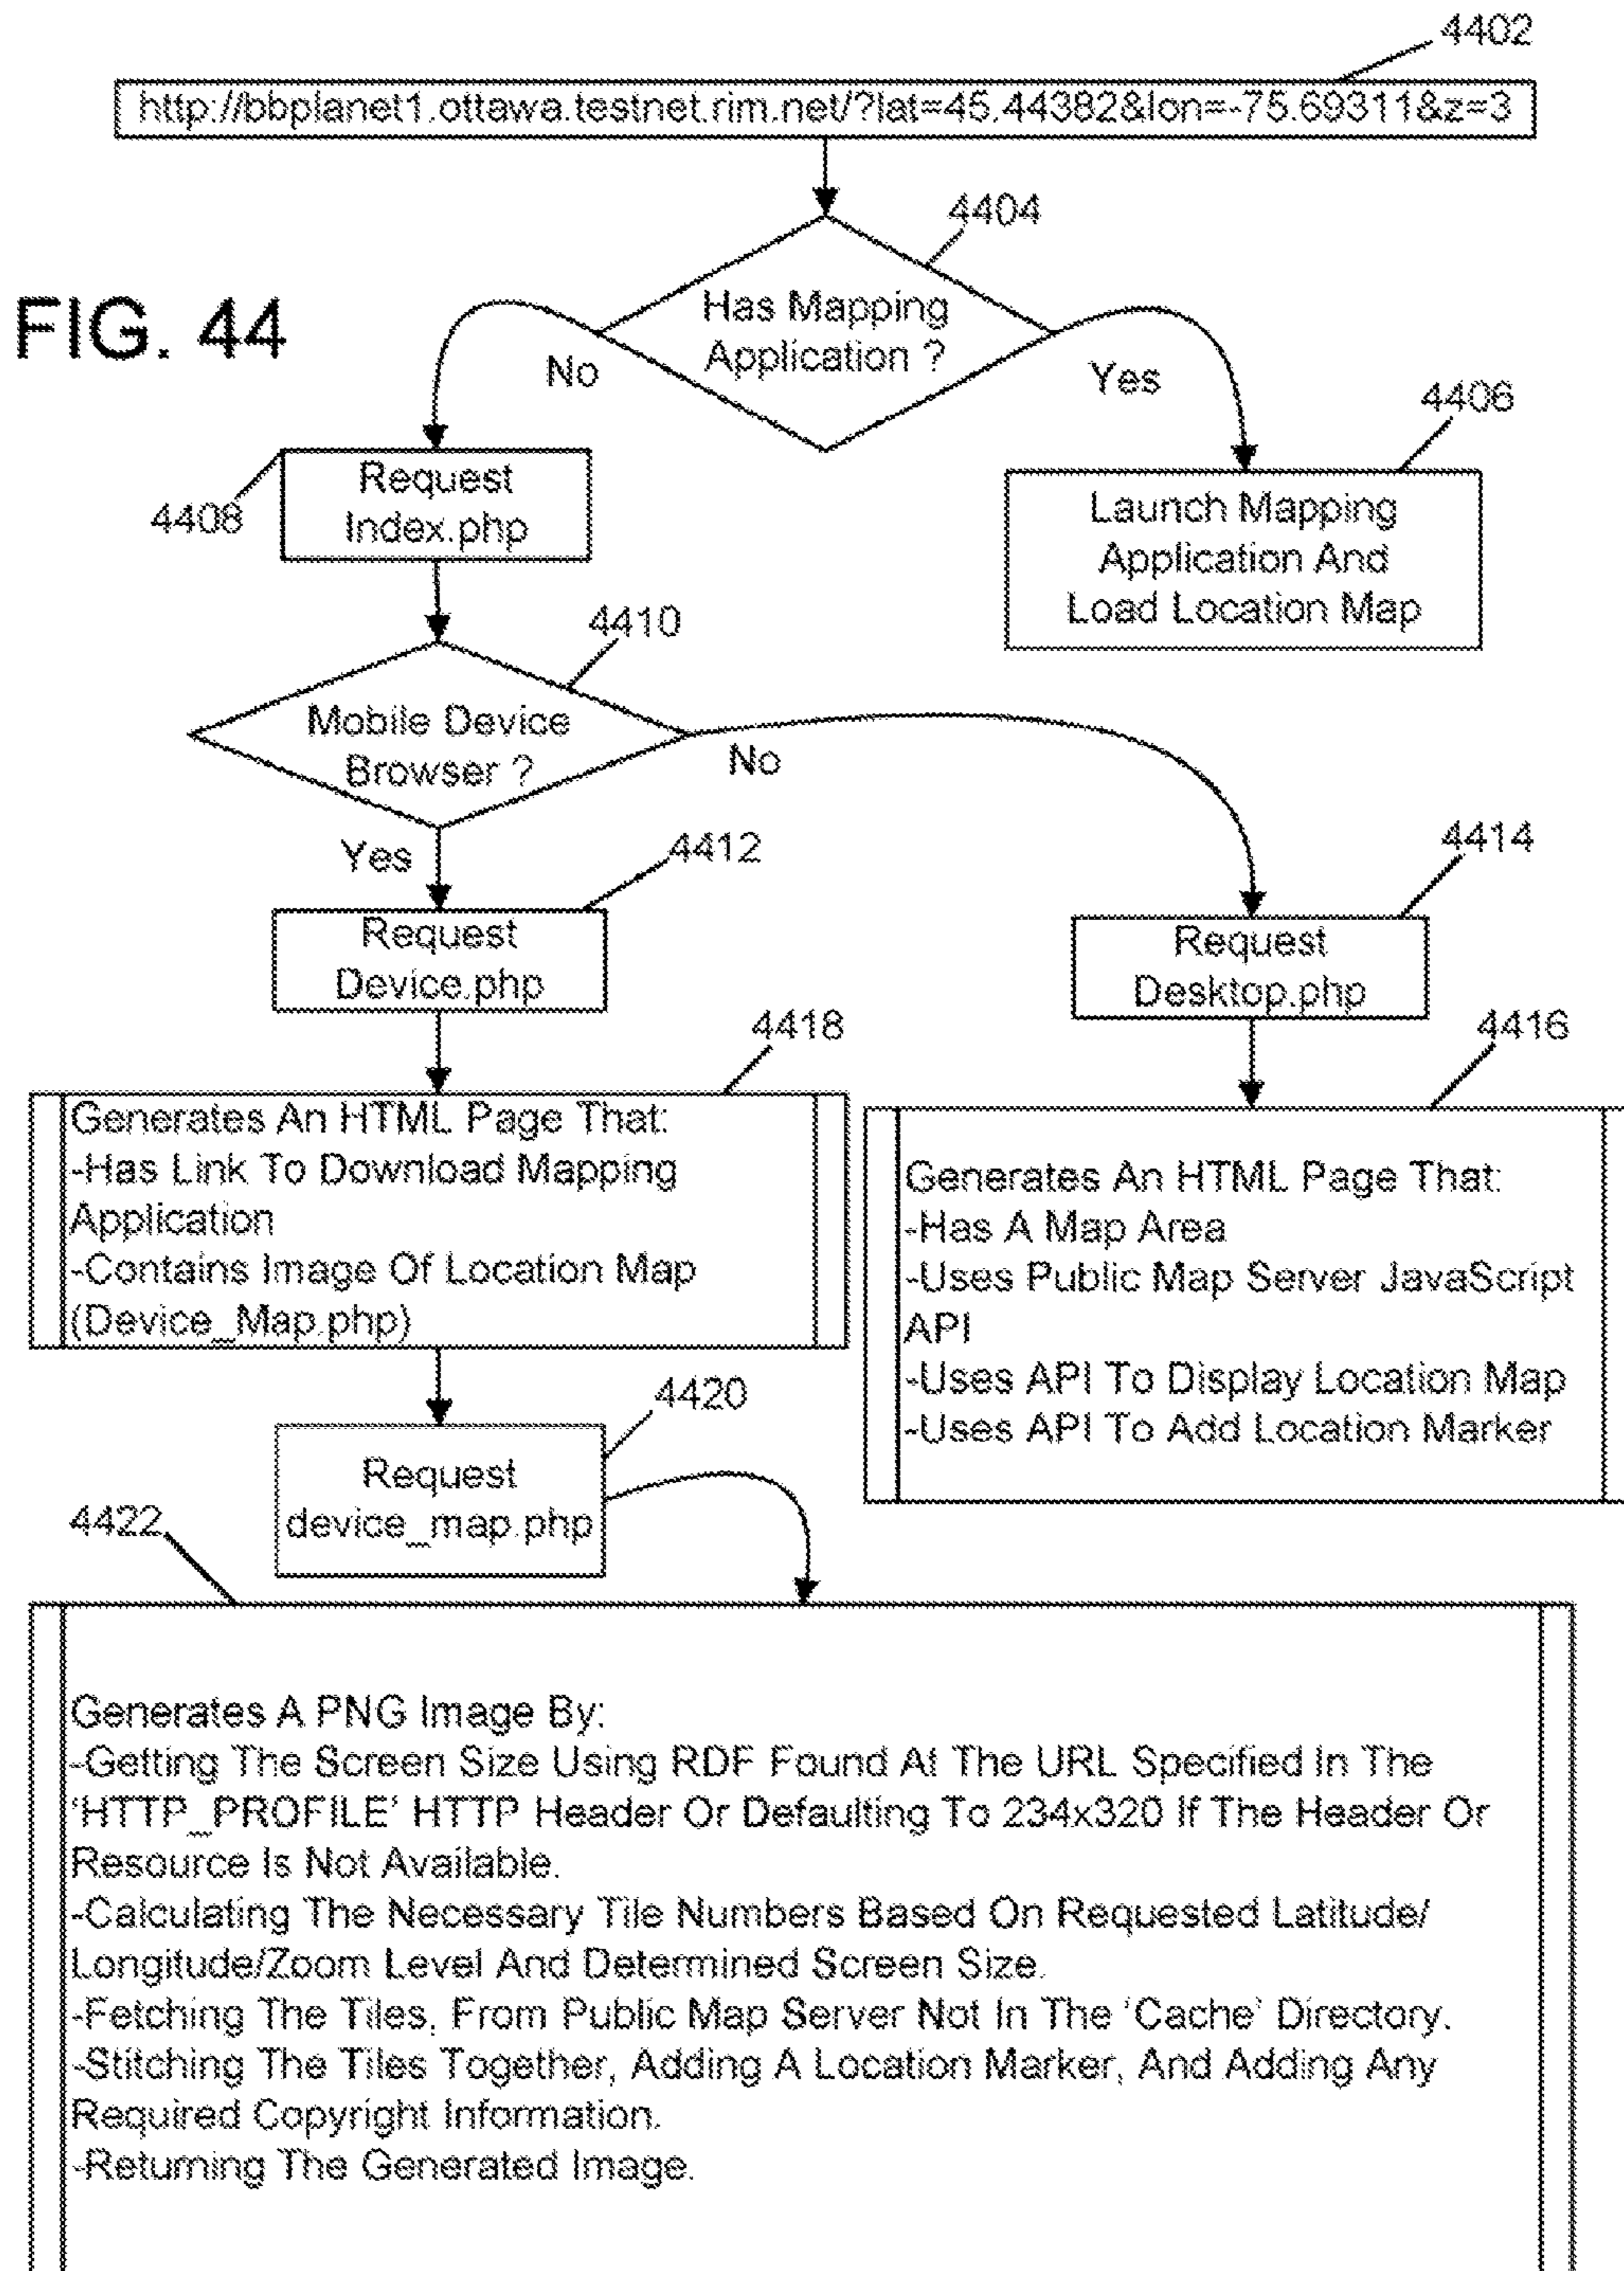 4402
http://bbplanet1.ottawa.testnet.rim.net/?lat=45.44382&lon=-75.69311&z=3
4404
FIG. 44
Has Mapping
Application ?
No
Yes
4406
4408
Request
Index.php
Launch Mapping
Application And
Load Location Map
4410
Mobile Device
Browser ?
No
Yes
4412
4414
Request
Device.php
Request
Desktop.php
4418
4416
Generates An HTML Page That:
-Has Link To Download Mapping
Application
-Contains Image Of Location Map
(Device_Map.php)
Generates An HTML Page That:
-Has A Map Area
-Uses Public Map Server JavaScript
API
-Uses API To Display Location Map
-Uses API To Add Location Marker
4420
Request
device_map.php
4422
Generates A PNG Image By:
-Getting The Screen Size Using RDF Found At The URL Specified In The
‘HTTP_PROFILE’ HTTP Header Or Defaulting To 234x320 If The Header Or
Resource Is Not Available.
-Calculating The Necessary Tile Numbers Based On Requested Latitude/
Longitude/Zoom Level And Determined Screen Size.
-Fetching The Tiles, From Public Map Server Not In The ‘Cache’ Directory.
-Stitching The Tiles Together, Adding A Location Marker, And Adding Any
Required Copyright Information.
-Returning The Generated Image.